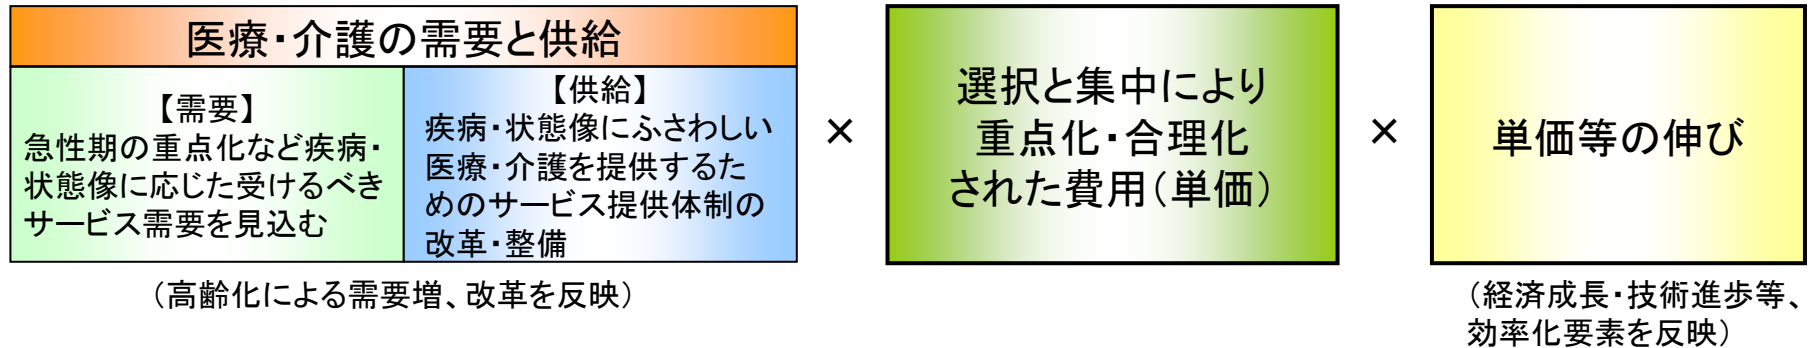 医療・介護の需要と供給
【需要】
急性期の重点化など疾病・
状態像に応じた受けるべき
サービス需要を見込む
【供給】
疾病・状態像にふさわしい
医療・介護を提供するた
めのサービス提供体制の
改革・整備
（高齢化による需要増、改革を反映）
×
選択と集中により
重点化・合理化
された費用（単価）
×
単価等の伸び
（経済成長・技術進歩等、
効率化要素を反映）